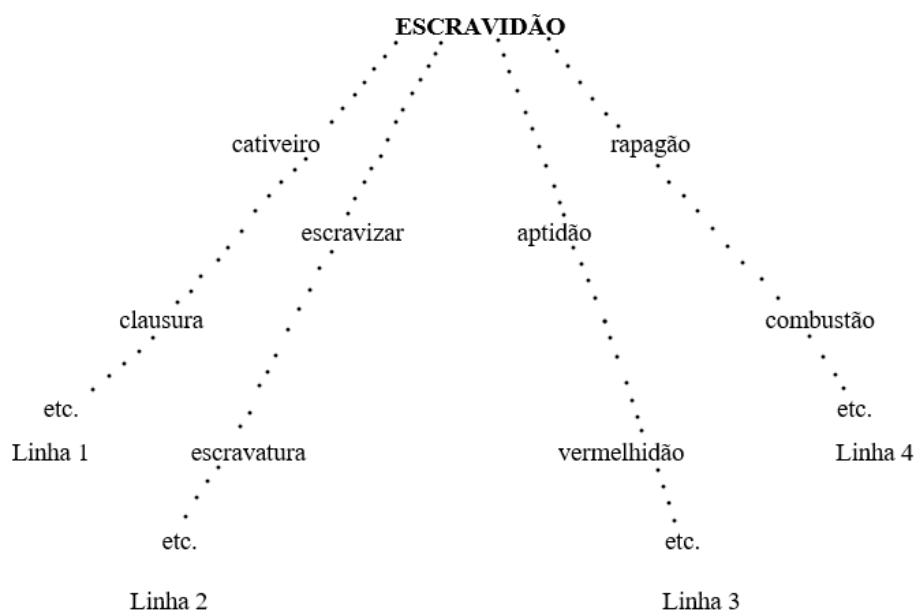 ESCRAVIDÃO
cativeiro
rapagão
escravizar
aptidão
clausura
combustão
etc.
etc.
Linha 1
escravatura
vermelhidão
Linha 4
etc.
etc.
Linha 2
Linha 3